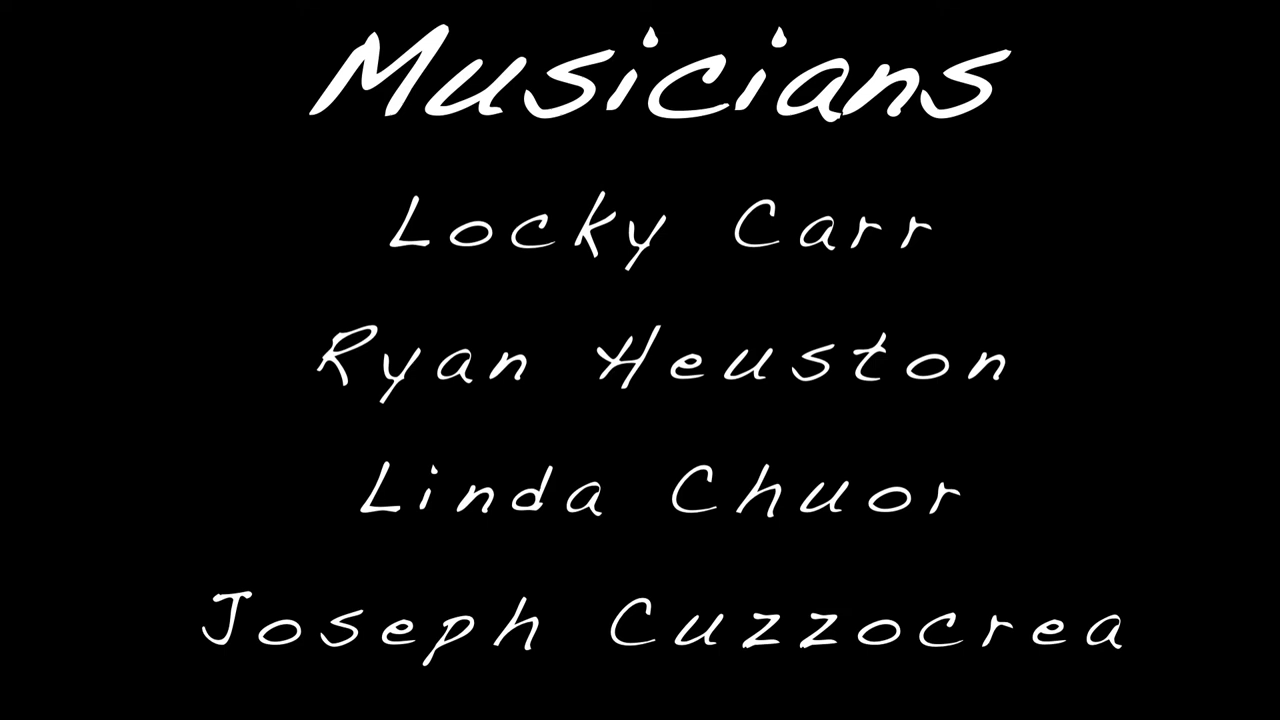 Musicians
Locky Carr
Ryan Heuston
Linda Chuor
Joseph Cuzzocrea